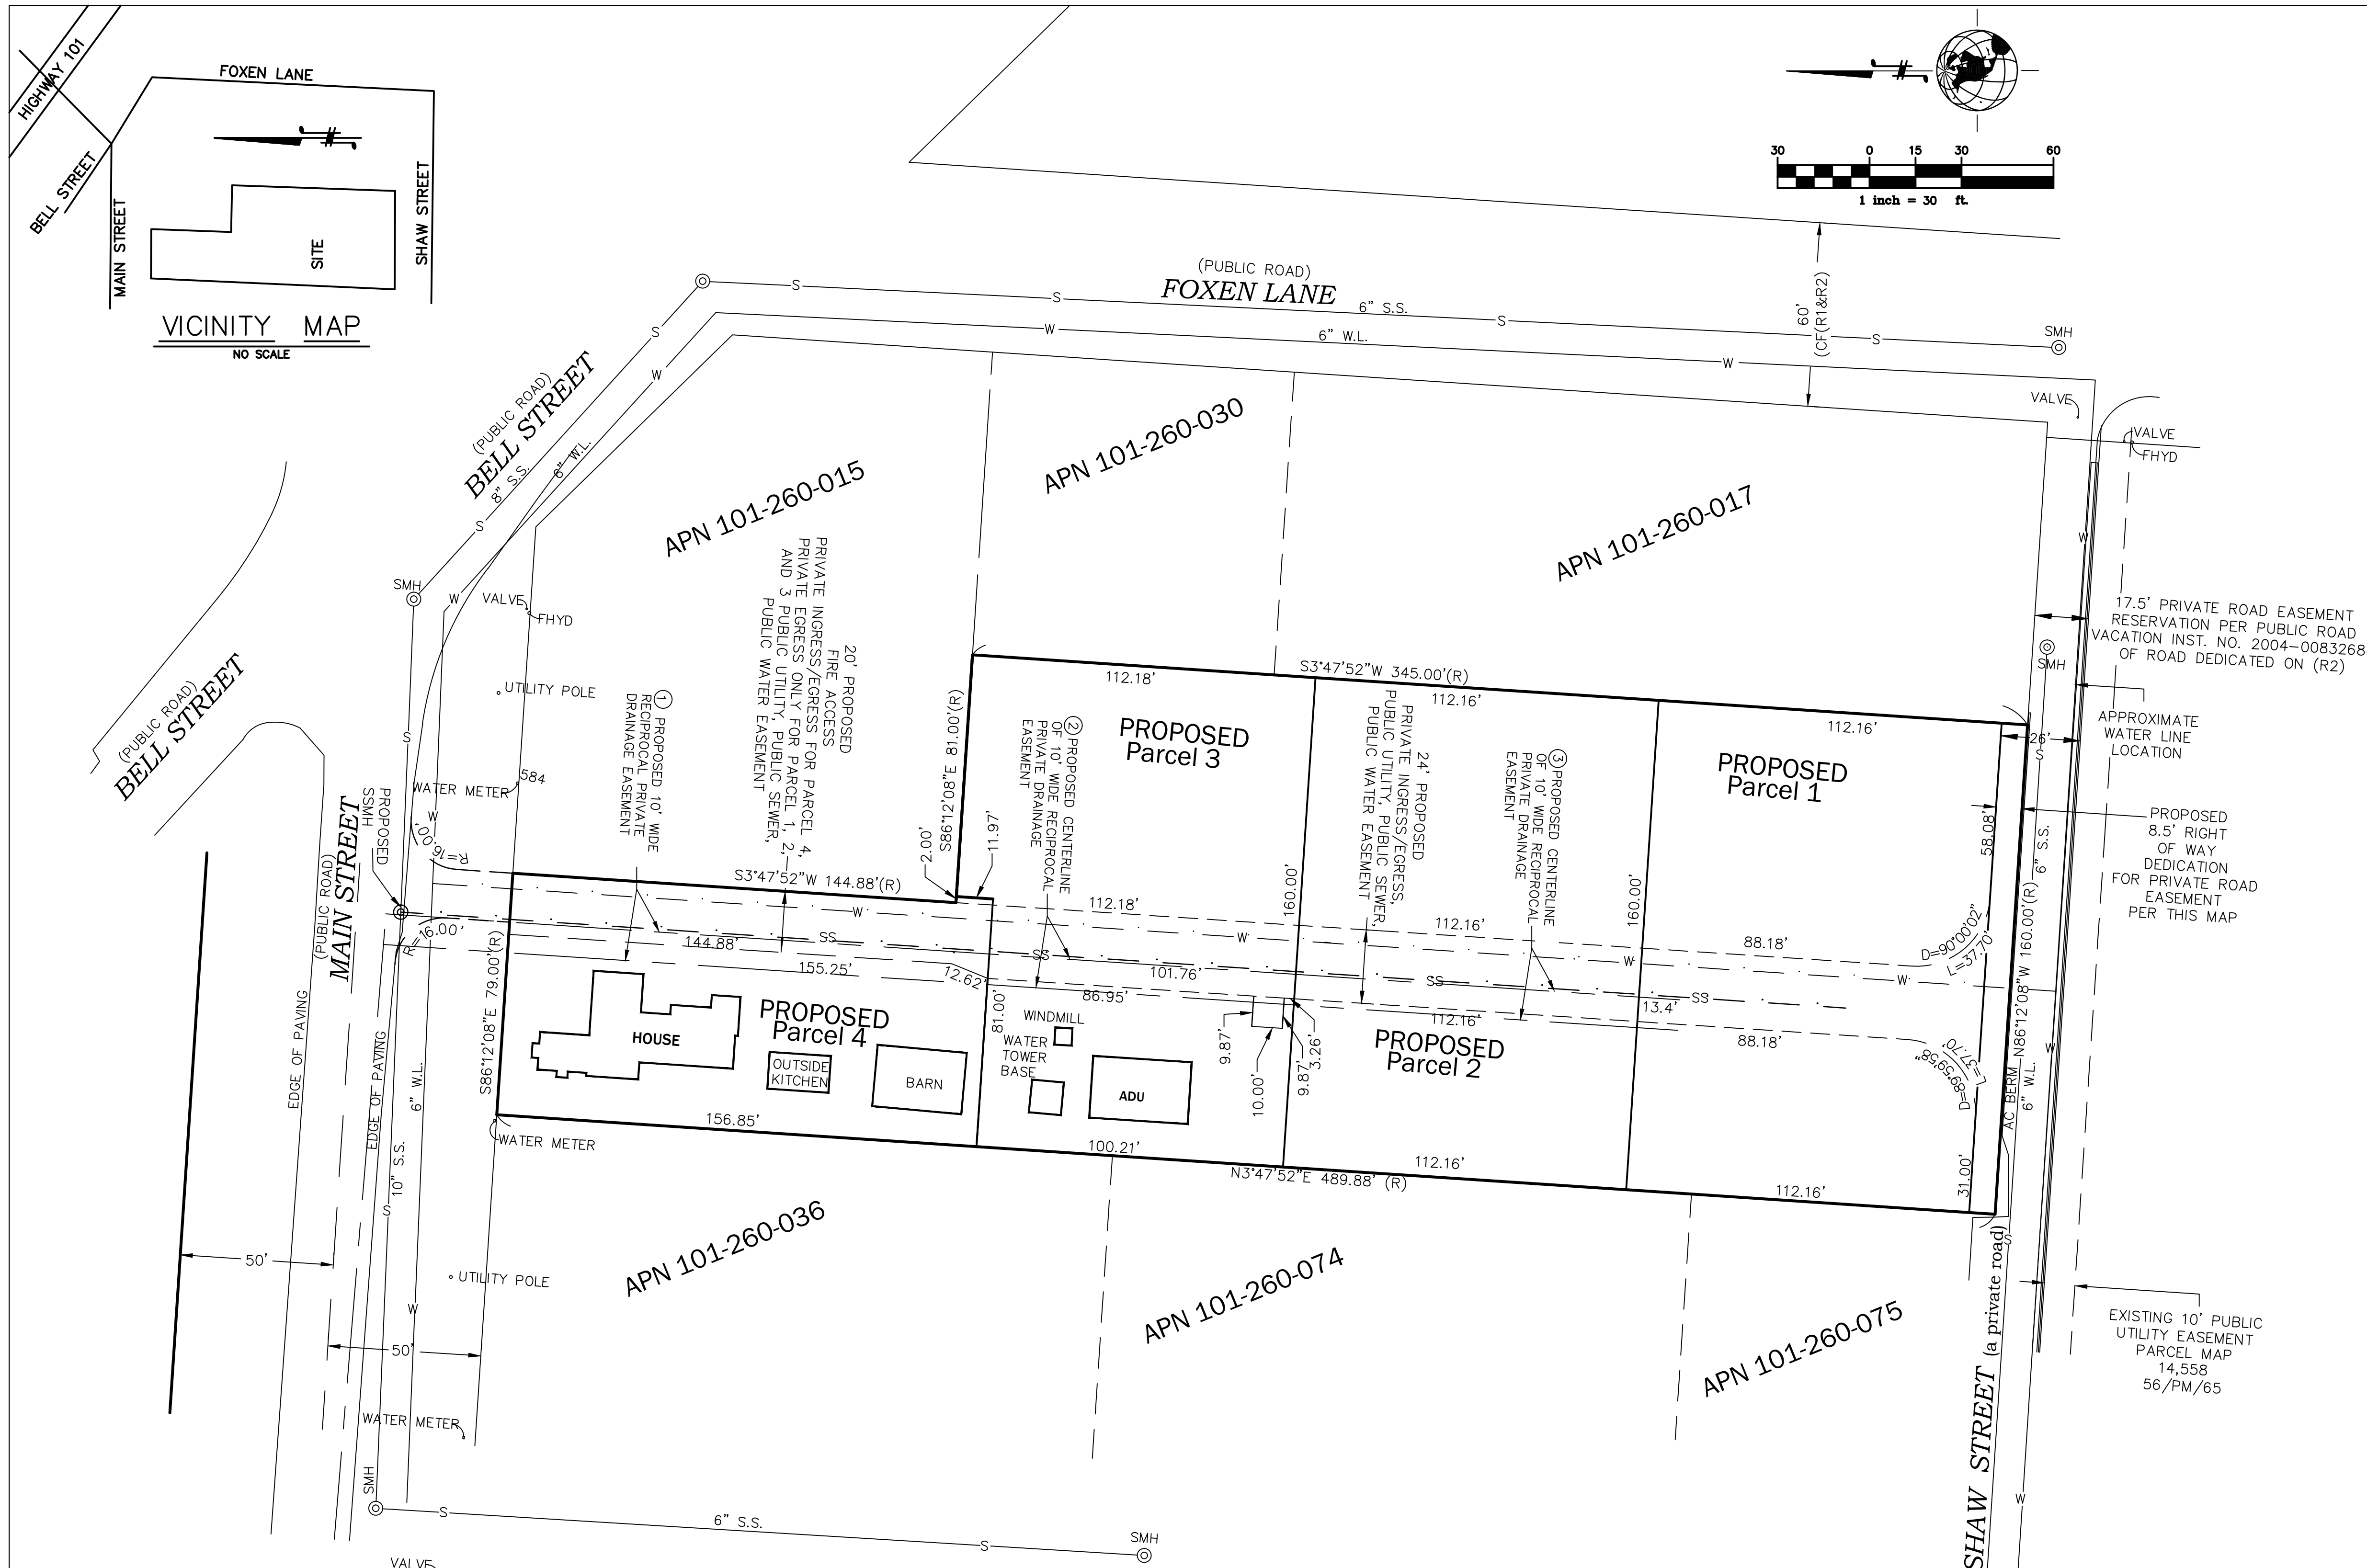 HIGHWAY 101
FOXEN LANE
BELL STREET
MAIN STREET
SHAW STREET
SITE
VICINITY MAP
NO SCALE
30 0 15 30 60
1 inch = 30 ft.
(PUBLIC ROAD)
FOXEN LANE
6" S.S.
6" W.L.
S
S
S
S
S
S
W
W
W
SMH
60'
(CF(R1&R2)
VALVE
VALVE
FHYD
(PUBLIC ROAD)
BELL STREET
8" S.S.
6" W.L.
SMH
W
VALVE
FHYD
UTILITY POLE
WATER METER
584
APN 101-260-015
APN 101-260-030
APN 101-260-017
17.5' PRIVATE ROAD EASEMENT
RESERVATION PER PUBLIC ROAD
VACATION INST. NO. 2004-0083268
OF ROAD DEDICATED ON (R2)
SMH
APPROXIMATE
WATER LINE
LOCATION
26'
S
W
PROPOSED
8.5' RIGHT
OF WAY
DEDICATION
FOR PRIVATE ROAD
EASEMENT
PER THIS MAP
(PUBLIC ROAD)
BELL STREET
PROPOSED
SSMH
(PUBLIC ROAD)
MAIN STREET
S
W
R=16.00'
R=16.00'
1 PROPOSED 10' WIDE
RECIPROCAL PRIVATE
DRAINAGE EASEMENT
20' PROPOSED
FIRE ACCESS
PRIVATE INGRESS/EGRESS FOR PARCEL 4,
PRIVATE EGRESS ONLY FOR PARCEL 1, 2,
AND 3 PUBLIC UTILITY, PUBLIC SEWER,
PUBLIC WATER EASEMENT
S86°12'08"E 81.00'(R)
2.00'
11.97'
2 PROPOSED CENTERLINE
OF 10' WIDE RECIPROCAL
PRIVATE DRAINAGE
EASEMENT
S3°47'52"W 345.00'(R)
112.18'
112.16'
112.16'
PROPOSED
Parcel 3
24' PROPOSED
PRIVATE INGRESS/EGRESS,
PUBLIC UTILITY, PUBLIC SEWER,
PUBLIC WATER EASEMENT
3 PROPOSED CENTERLINE
OF 10' WIDE RECIPROCAL
PRIVATE DRAINAGE
EASEMENT
PROPOSED
Parcel 1
58.08'
160.00'
160.00'
S3°47'52"W 144.88'(R)
112.18'
112.16'
88.18'
D=90°00'02"
L=37.70'
W
W
W
W
144.88'
SS
SS
SS
SS
155.25'
12.62'
101.76'
86.95'
112.16'
13.4'
88.18'
L=37.70'
D=89°59'58"
S86°12'08"E 79.00'(R)
HOUSE
PROPOSED
Parcel 4
OUTSIDE
KITCHEN
BARN
81.00'
WINDMILL
WATER
TOWER
BASE
ADU
9.87'
10.00'
9.87'
3.26'
PROPOSED
Parcel 2
31.00'
AC BERM
N86°12'08"W 160.00'(R)
6" S.S.
6" W.L.
W
156.85'
100.21'
112.16'
112.16'
N3°47'52"E 489.88' (R)
WATER METER
EDGE OF PAVING
EDGE OF PAVING
10" S.S.
6" W.L.
S
W
50'
50'
UTILITY POLE
WATER METER
APN 101-260-036
APN 101-260-074
APN 101-260-075
SHAW STREET (a private road)
S
W
EXISTING 10' PUBLIC
UTILITY EASEMENT
PARCEL MAP
14,558
56/PM/65
SMH
S
6" S.S.
S
SMH
VALVE